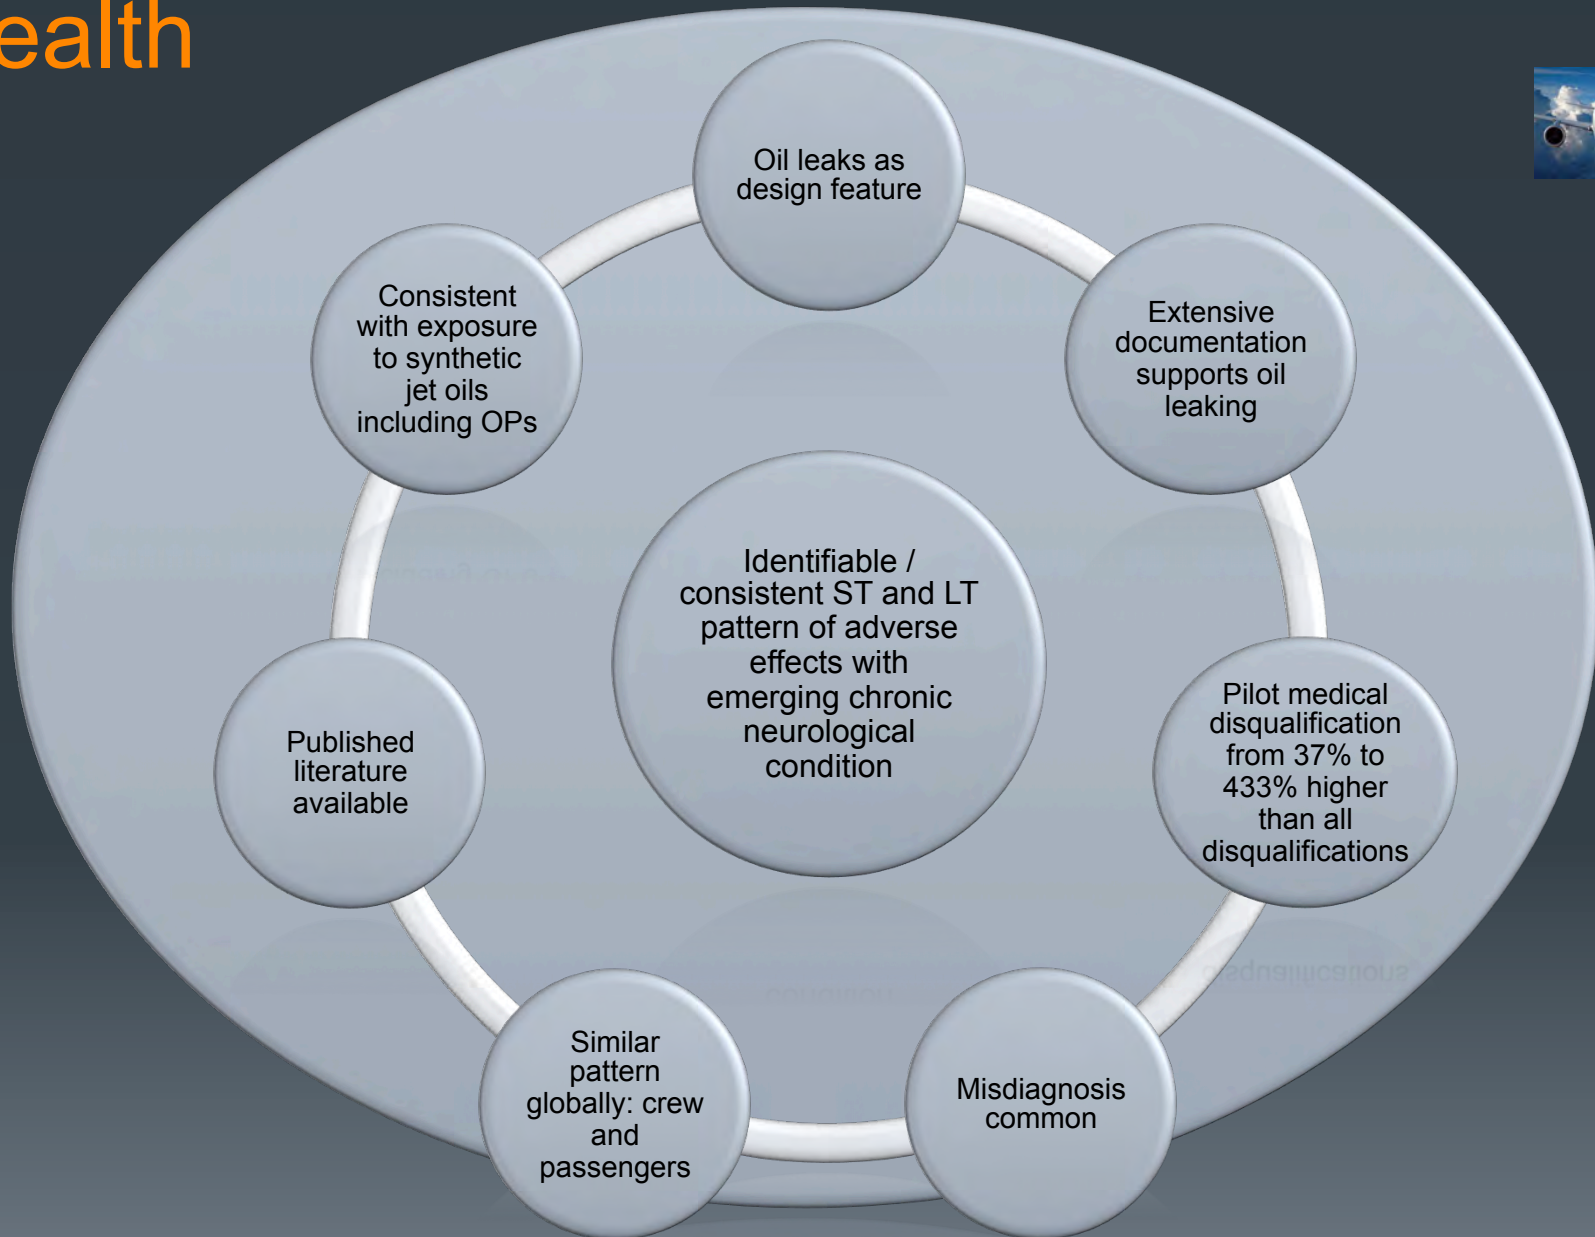 ealth
Oil leaks as
design feature
Extensive
documentation
supports oil
leaking
Pilot medical
disqualification
from 37% to
433% higher
than all
disqualifications
Misdiagnosis
common
Similar
pattern
globally: crew
and
passengers
Published
literature
available
Consistent
with exposure
to synthetic
jet oils
including OPs
Identifiable /
consistent ST and LT
pattern of adverse
effects with
emerging chronic
neurological
condition